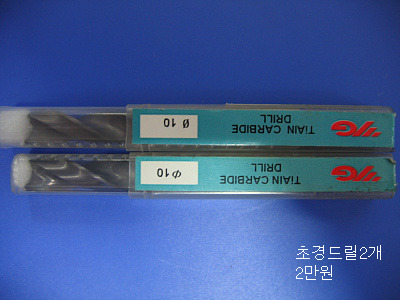 YG
TiAIN CARBIDE
DRILL
Ø 10
YG
TiAIN CARBIDE
DRILL
Φ10
초경드릴2개
2만원